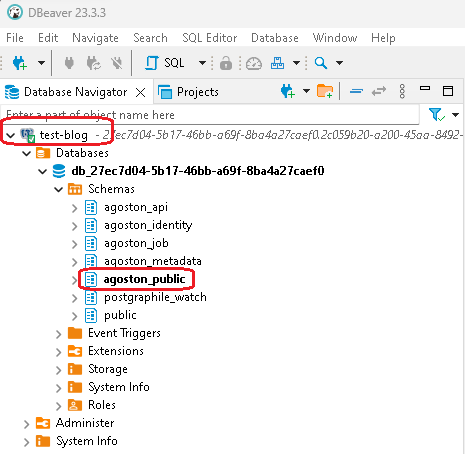 DBeaver 23.3.3
File Edit Navigate Search SQL Editor Database Window Help
SQL
Database Navigator Projects
Enter a part of object name here
test-blog - 27ec7d04-5b17-46bb-a69f-8ba4a27caef0.2c059b20-a200-45aa-8492-
Databases
db_27ec7d04-5b17-46bb-a69f-8ba4a27caef0
Schemas
agoston_api
agoston_identity
agoston_job
agoston_metadata
agoston_public
postgraphile_watch
public
Event Triggers
Extensions
Storage
System Info
Roles
Administer
System Info